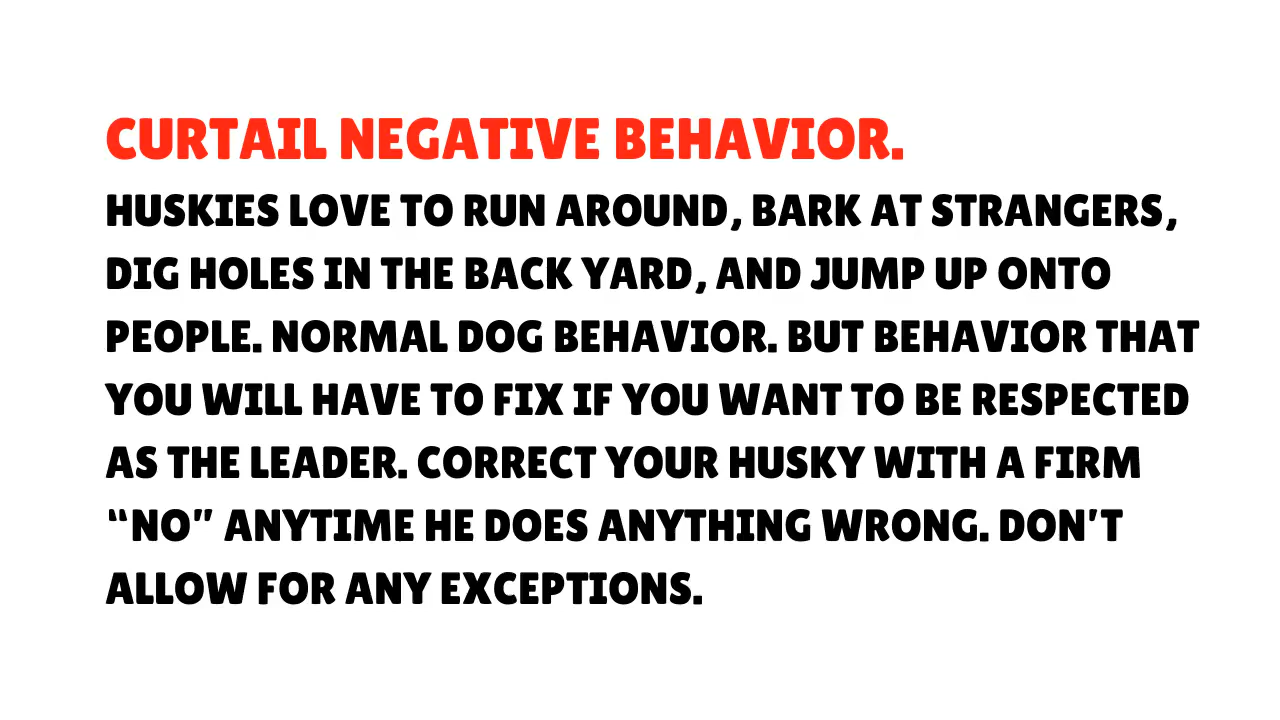 CURTAIL NEGATIVE BEHAVIOR.
HUSKIES LOVE TO RUN AROUND, BARK AT STRANGERS,
DIG HOLES IN THE BACK YARD, AND JUMP UP ONTO
PEOPLE. NORMAL DOG BEHAVIOR. BUT BEHAVIOR THAT
YOU WILL HAVE TO FIX IF YOU WANT TO BE RESPECTED
AS THE LEADER. CORRECT YOUR HUSKY WITH A FIRM
“NO” ANYTIME HE DOES ANYTHING WRONG. DON'T
ALLOW FOR ANY EXCEPTIONS.